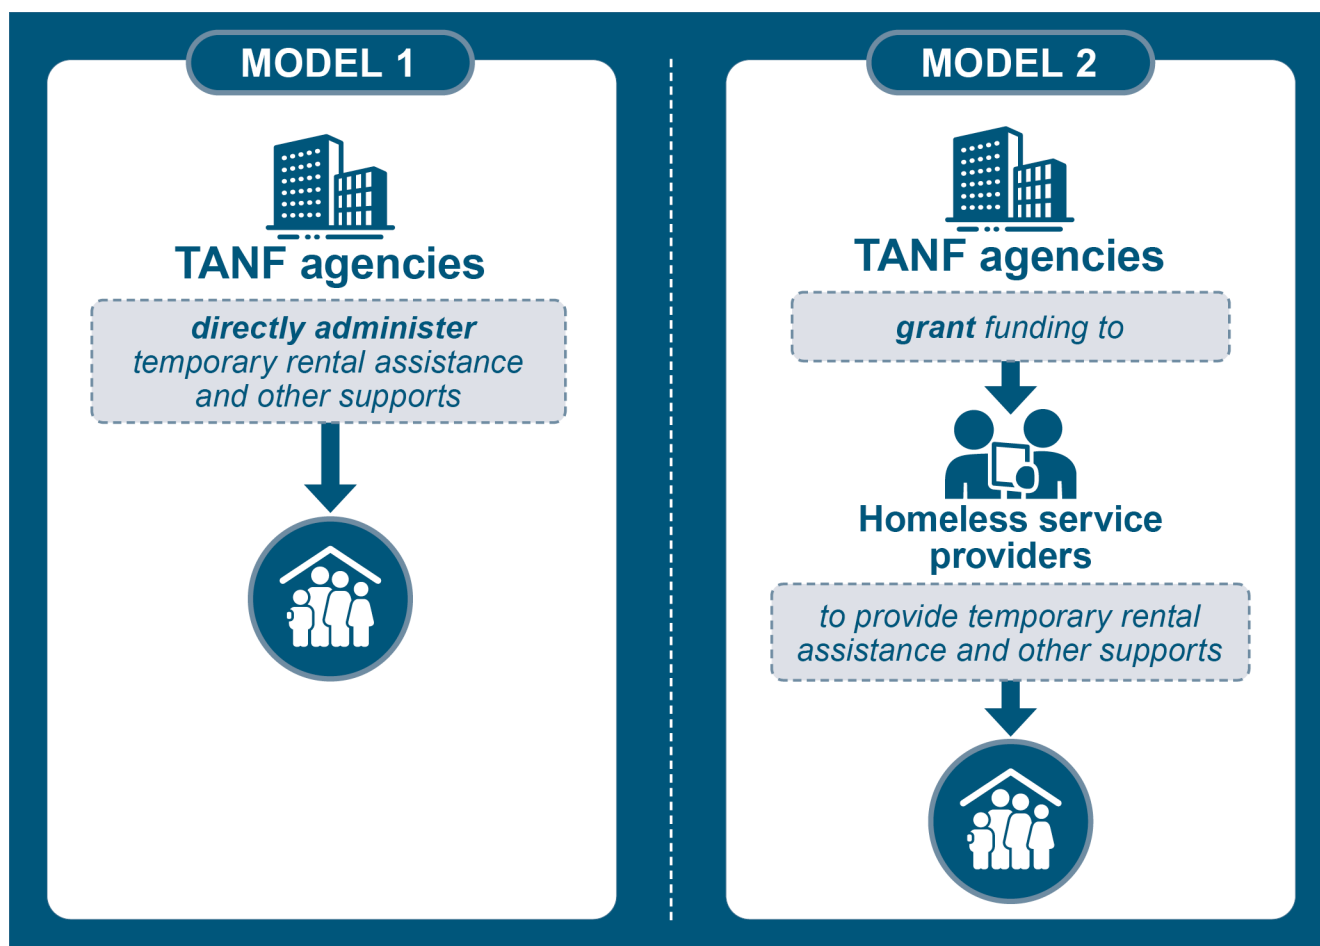 MODEL 1
TANF agencies
directly administer
temporary rental assistance
and other supports
MODEL 2
TANF agencies
grant funding to
Homeless service
providers
to provide temporary rental
assistance and other supports